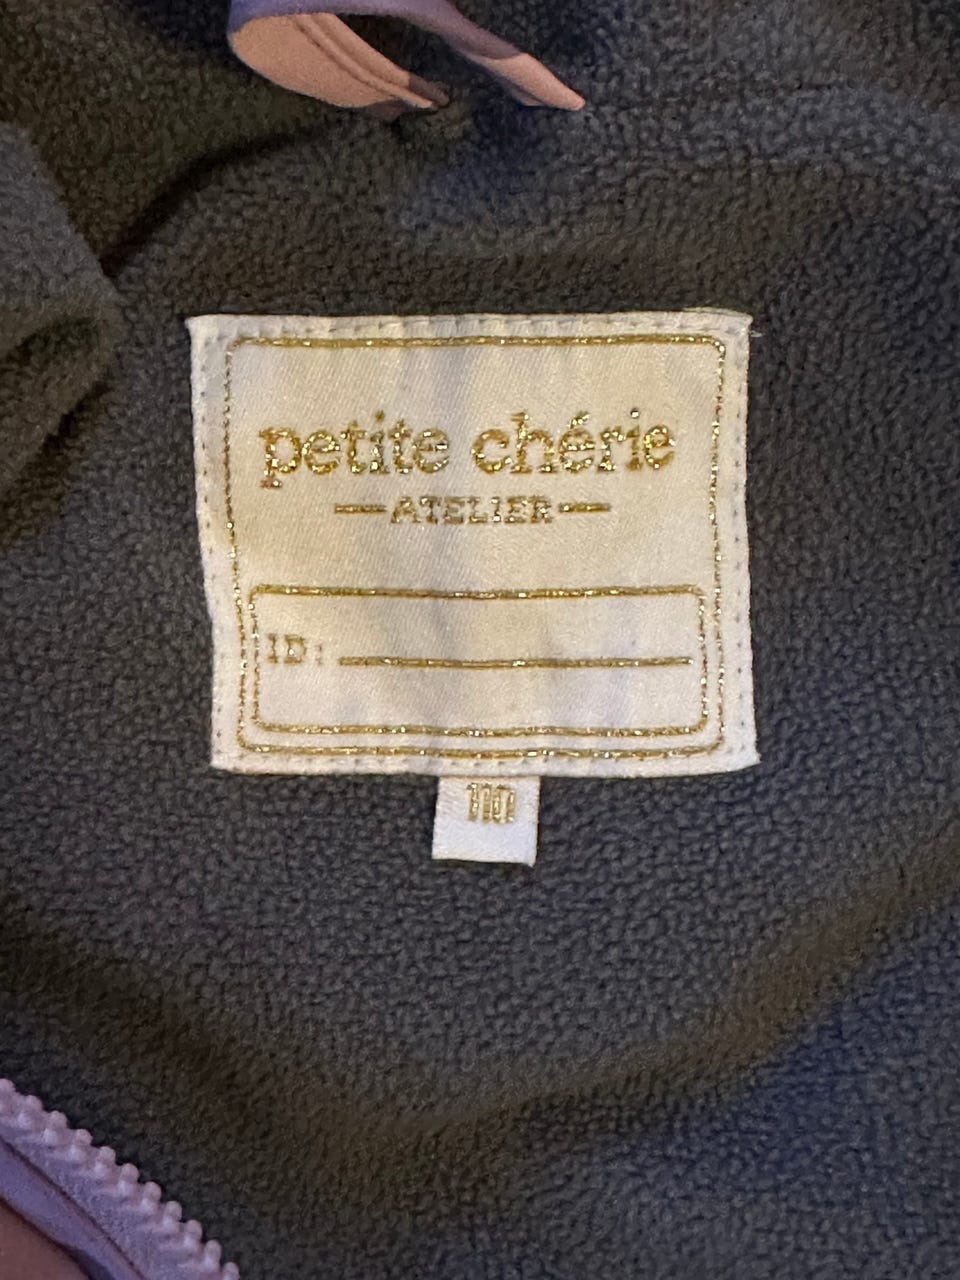 petite chérie
ATELIER
ID:
110